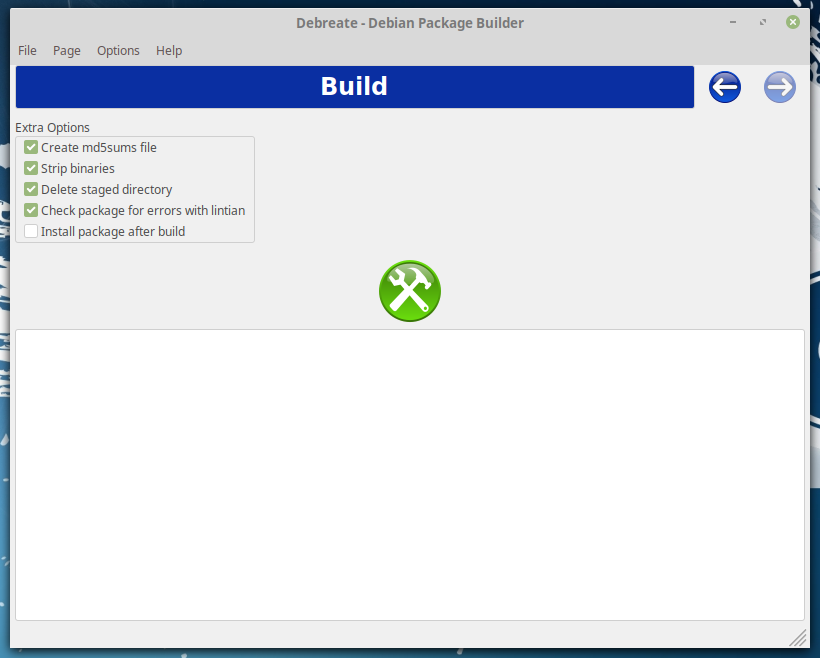 Debreate - Debian Package Builder
File Page Options Help
Build
Extra Options
Create md5sums file
Strip binaries
Delete staged directory
Check package for errors with lintian
Install package after build